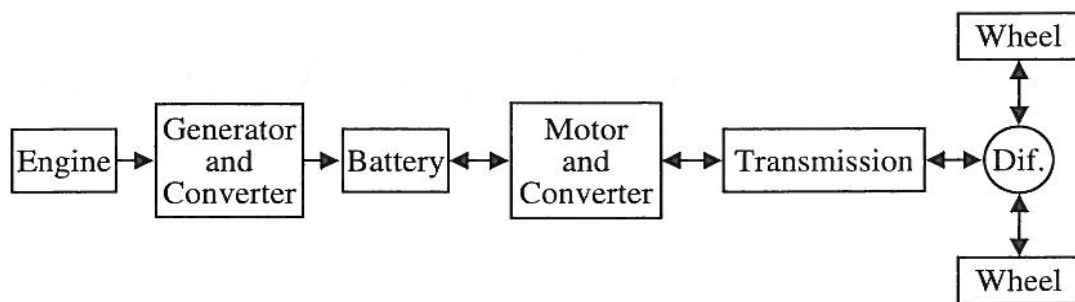 Wheel
Engine
Generator
and
Converter
Battery
Motor
and
Converter
Transmission
Dif.
Wheel